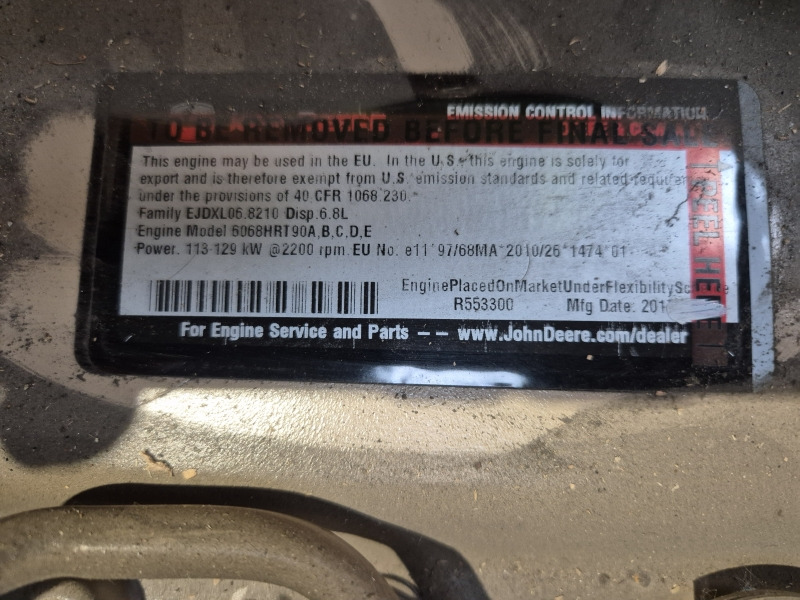 EMISSION CONTROL INFORMATION
TO BE REMOVED BEFORE FINAL SALE
This engine may be used in the EU. In the U.S. this engine is solely for
export and is therefore exempt from U.S. emission standards and related
under the provisions of 40 CFR 1068.230.
Family EJDXL06.8210 Disp.6.8L
Engine Model 6068HRT90A,B,C,D,E
Power. 113-129 kW @2200 rpm EU No. e11*97/68MA*2010/26*1474*01
EnginePlacedOnMarketUnderFlexibility
R553300 Mfg Date. 201
For Engine Service and Parts -- www.JohnDeere.com/dealer
PEEL HERE